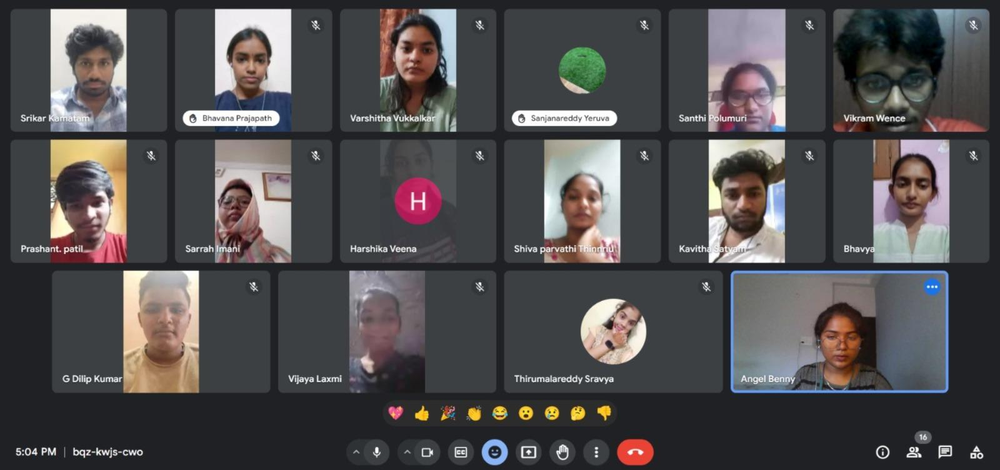 Srikar Kamatam
Bhavana Prajapath
Varshitha Vukkalkar
Sanjanareddy Yeruva
Santhi Polumuri
Vikram Wence
Prashant. patil
Sarrah Imani
H
Harshika Veena
Shiva parvathi Thinnriu
Kavitha Satyam
Bhavya
G Dilip Kumar
Vijaya Laxmi
Thirumalareddy Sravya
Angel Benny
5:04 PM | bqz-kwjs-cwo
CC
16